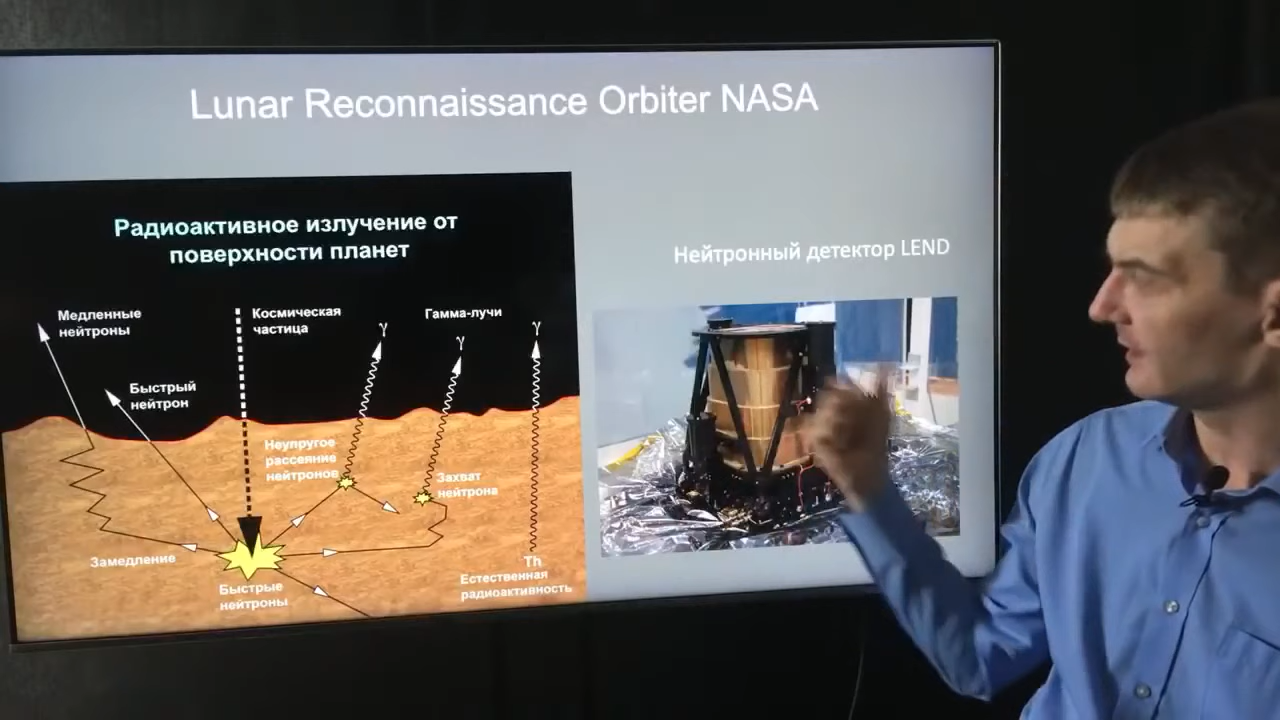 Lunar Reconnaissance Orbiter NASA
Радиоактивное излучение от
поверхности планет
Нейтронный детектор LEND
Медленные
нейтроны
Космическая
частица
Гамма-лучи
γ
γ
γ
Быстрый
нейтрон
Неупругое
рассеяние
нейтронов
Захват
нейтрона
Замедление
Быстрые
нейтроны
Th
Естественная
радиоактивность